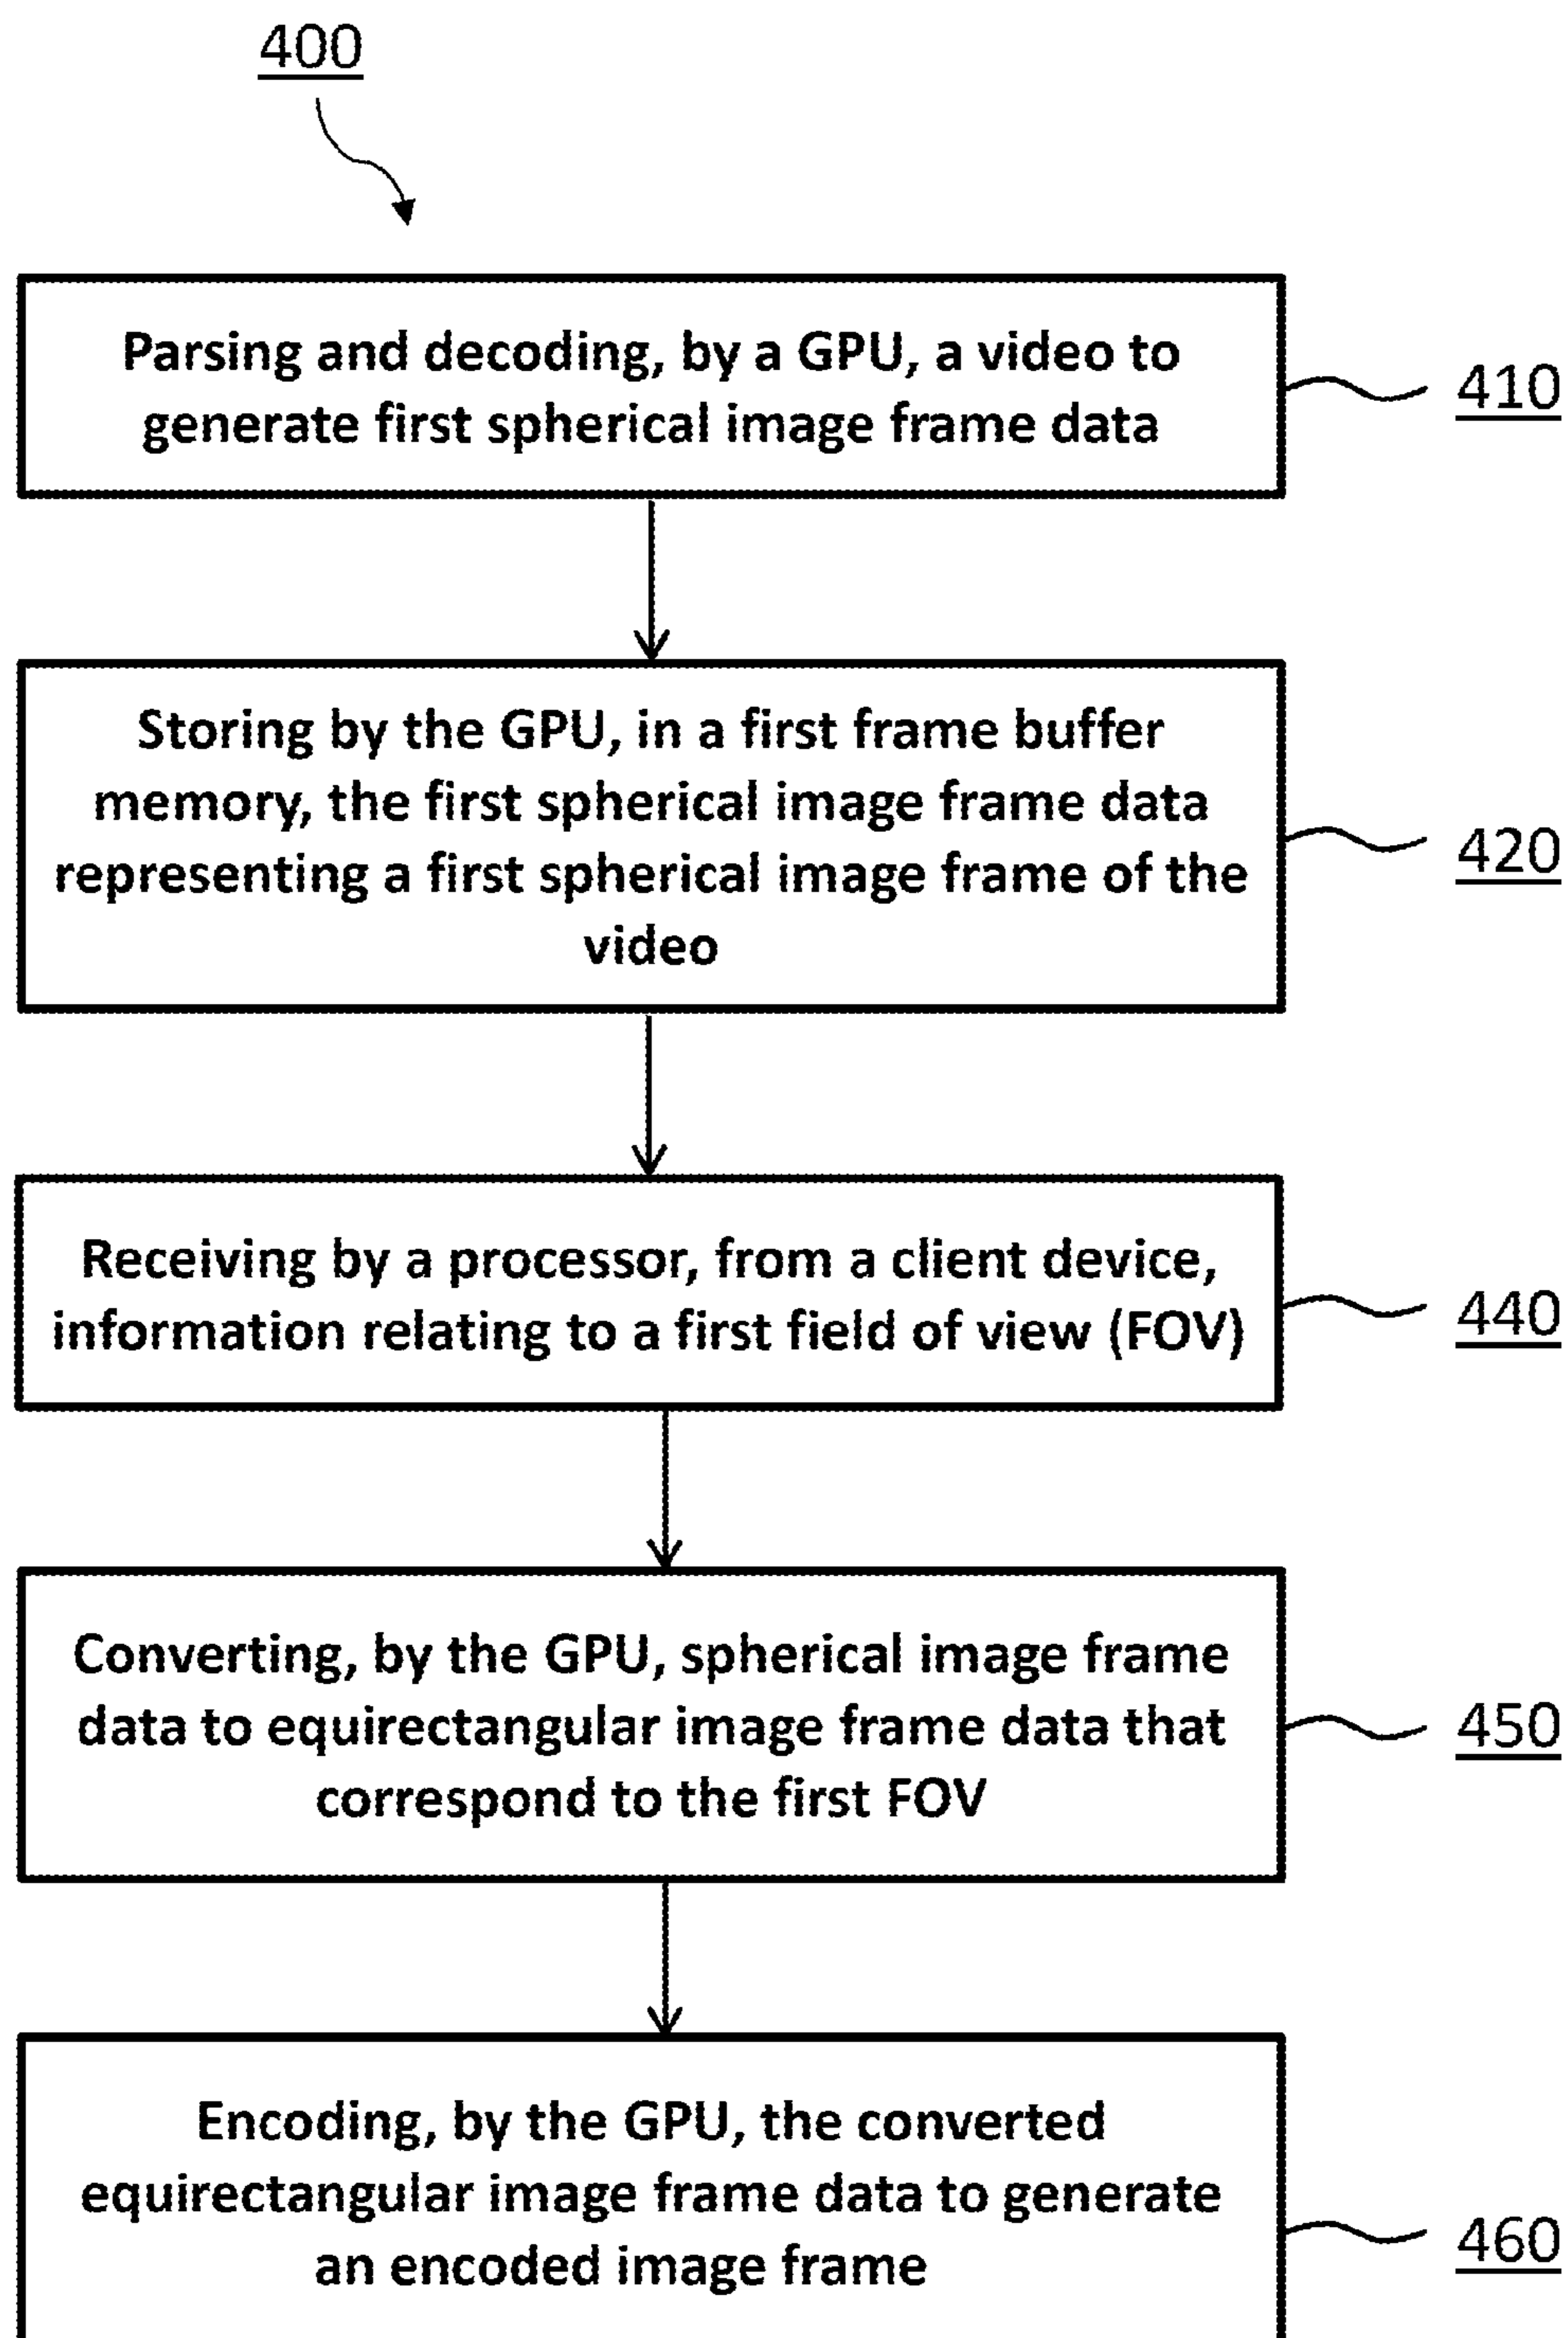 400
Parsing and decoding, by a GPU, a video to
generate first spherical image frame data
410
Storing by the GPU, in a first frame buffer
memory, the first spherical image frame data
representing a first spherical image frame of the
video
420
Receiving by a processor, from a client device,
information relating to a first field of view (FOV)
440
Converting, by the GPU, spherical image frame
data to equirectangular image frame data that
correspond to the first FOV
450
Encoding, by the GPU, the converted
equirectangular image frame data to generate
an encoded image frame
460